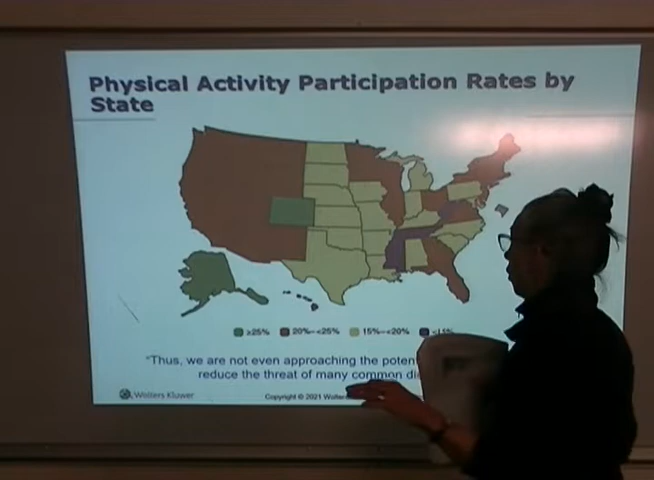 Physical Activity Participation Rates by
State
≥25% 20%-<25% 15%-<20% <15%
"Thus, we are not even approaching the poten
reduce the threat of many common di
Wolters Kluwer Copyright © 2021 Wolters